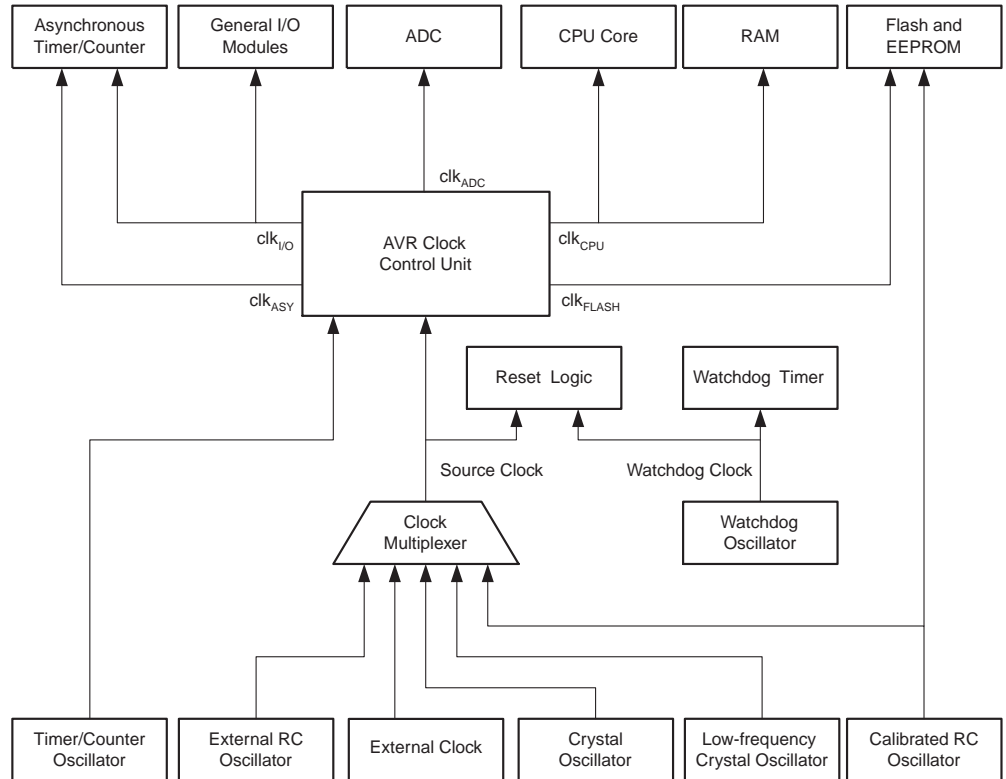 Asynchronous
Timer/Counter
General I/O
Modules
ADC
CPU Core
RAM
Flash and
EEPROM
clkADC
clkI/O
AVR Clock
Control Unit
clkCPU
clkASY
clkFLASH
Reset Logic
Watchdog Timer
Source Clock
Watchdog Clock
Clock
Multiplexer
Watchdog
Oscillator
Timer/Counter
Oscillator
External RC
Oscillator
External Clock
Crystal
Oscillator
Low-frequency
Crystal Oscillator
Calibrated RC
Oscillator